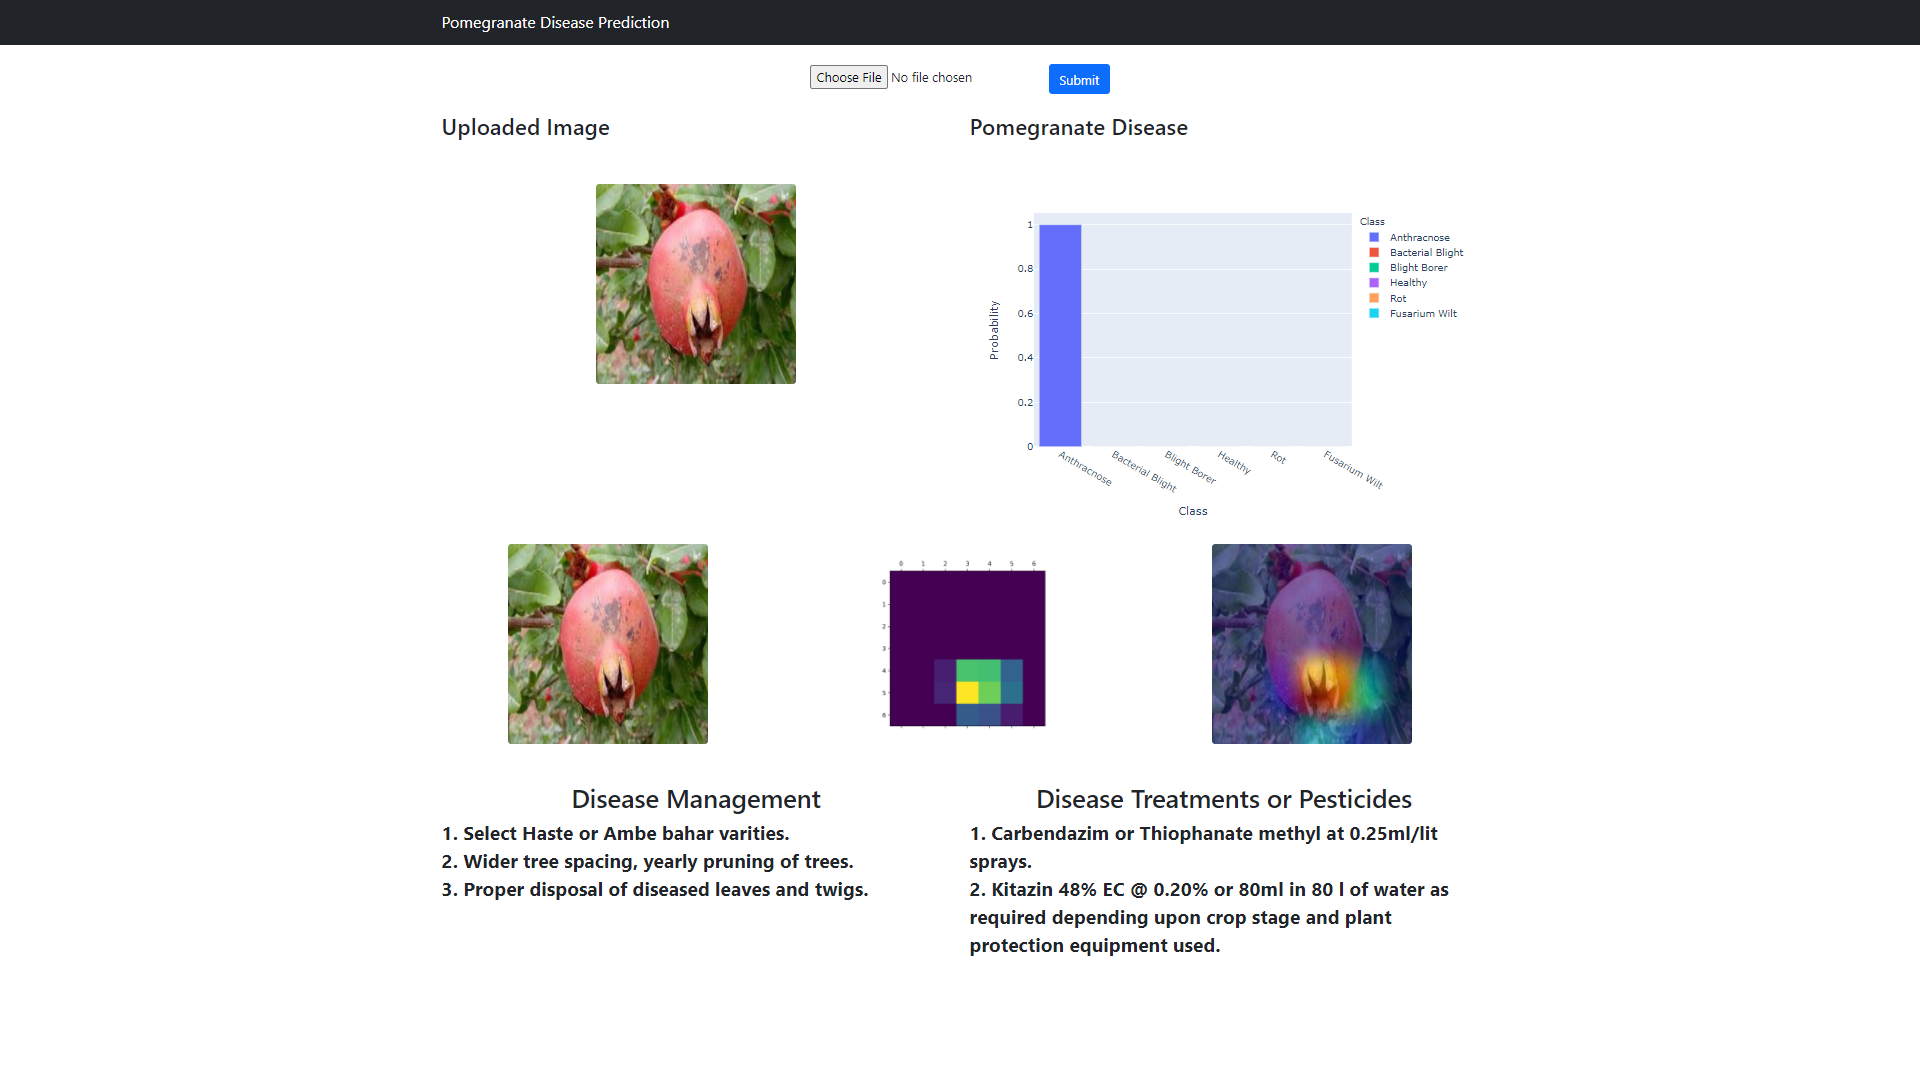 Pomegranate Disease Prediction
Choose File No file chosen Submit
Uploaded Image
Pomegranate Disease
Class
Anthracnose
Bacterial Blight
Blight Borer
Healthy
Rot
Fusarium Wilt
Probability
1
0.8
0.6
0.4
0.2
0
Anthracnose
Bacterial Blight
Blight Borer
Healthy
Rot
Fusarium Wilt
Class
0 1 2 3 4 5 6
0
1
2
3
4
5
6
Disease Management
1. Select Haste or Ambe bahar varities.
2. Wider tree spacing, yearly pruning of trees.
3. Proper disposal of diseased leaves and twigs.
Disease Treatments or Pesticides
1. Carbendazim or Thiophanate methyl at 0.25ml/lit
sprays.
2. Kitazin 48% EC @ 0.20% or 80ml in 80 l of water as
required depending upon crop stage and plant
protection equipment used.